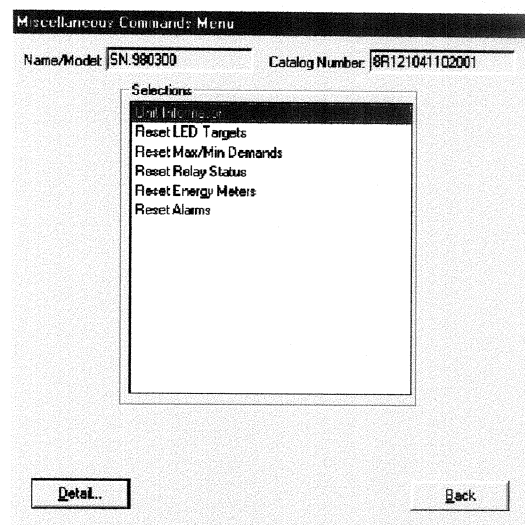 Miscellaneous Commands Menu
Name/Model: SN.980300 Catalog Number: 8R121041102001
Selections
Unit Information
Reset LED Targets
Reset Max/Min Demands
Reset Relay Status
Reset Energy Meters
Reset Alarms
Detail... Back